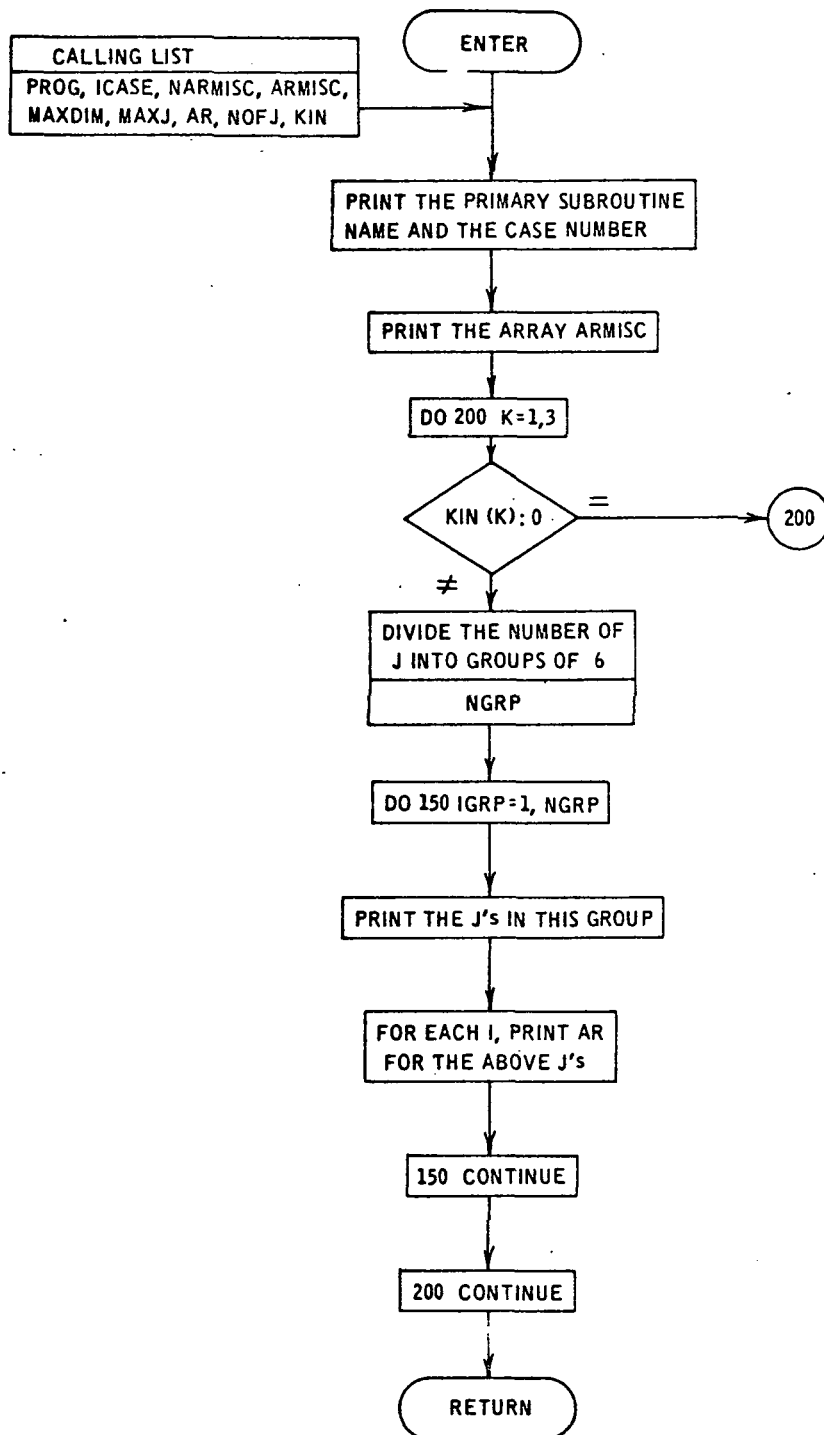 ENTER
CALLING LIST
PROG, ICASE, NARMISC, ARMISC,
MAXDIM, MAXJ, AR, NOFJ, KIN
PRINT THE PRIMARY SUBROUTINE
NAME AND THE CASE NUMBER
PRINT THE ARRAY ARMISC
DO 200 K=1,3
KIN (K): 0
=
200
≠
DIVIDE THE NUMBER OF
J INTO GROUPS OF 6
NGRP
DO 150 IGRP=1, NGRP
PRINT THE J's IN THIS GROUP
FOR EACH I, PRINT AR
FOR THE ABOVE J's
150 CONTINUE
200 CONTINUE
RETURN